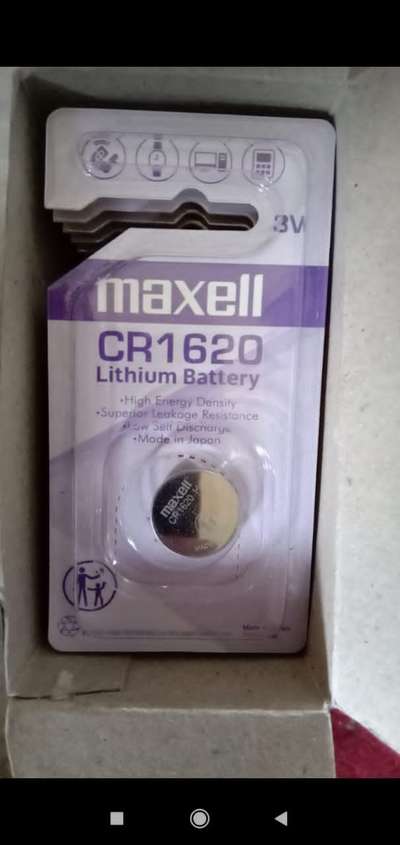 3V
maxell
CR1620
Lithium Battery
•High Energy Density
•Superior Leakage Resistance
•Low Self Discharge
•Made in Japan
maxell
CR1620